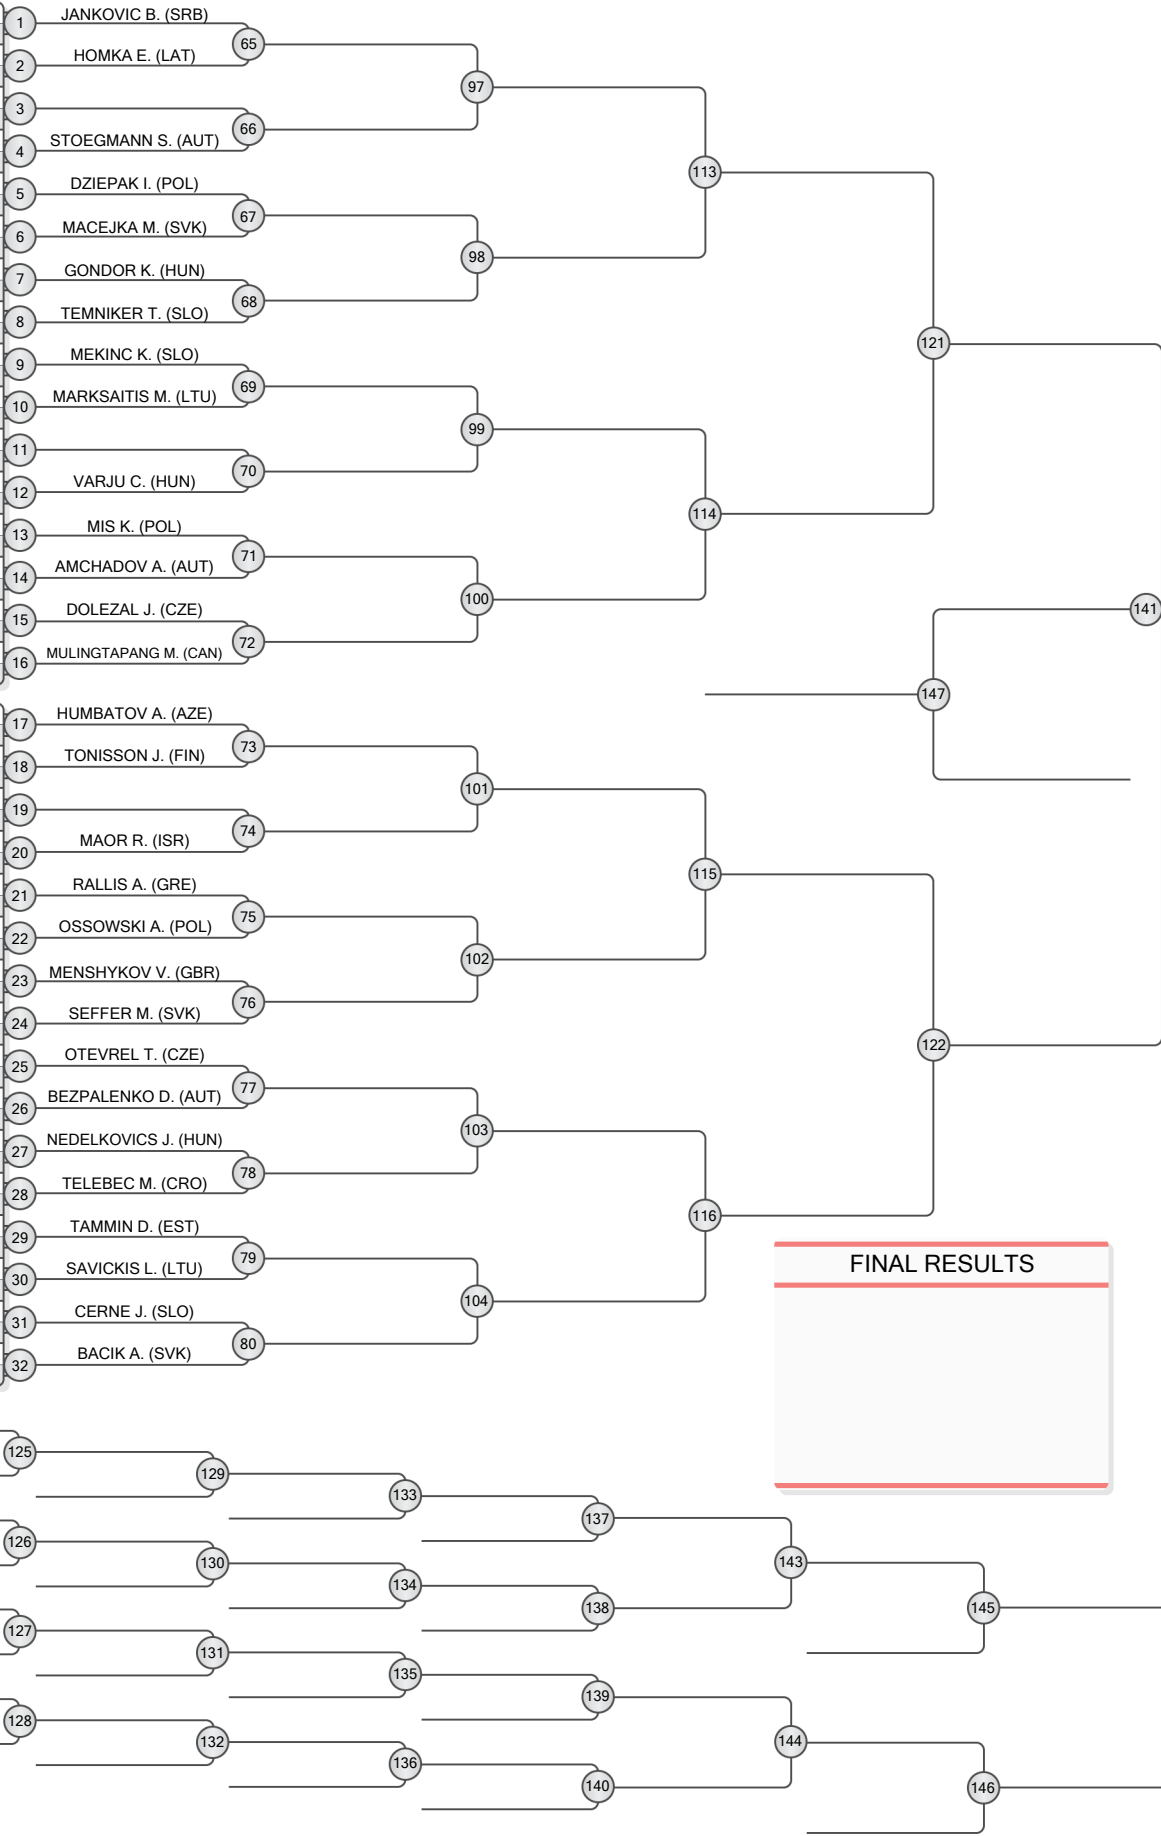 1 JANKOVIC B. (SRB)
65
2 HOMKA E. (LAT)
97
3
66
4 STOEGMANN S. (AUT)
113
5 DZIEPAK I. (POL)
67
6 MACEJKA M. (SVK)
98
7 GONDOR K. (HUN)
68
8 TEMNIKER T. (SLO)
121
9 MEKINC K. (SLO)
69
10 MARKSAITIS M. (LTU)
99
11
70
12 VARJU C. (HUN)
114
13 MIS K. (POL)
71
14 AMCHADOV A. (AUT)
100
15 DOLEZAL J. (CZE)
141
72
16 MULINGTAPANG M. (CAN)
147
17 HUMBATOV A. (AZE)
73
18 TONISSON J. (FIN)
101
19
74
20 MAOR R. (ISR)
115
21 RALLIS A. (GRE)
75
22 OSSOWSKI A. (POL)
102
23 MENSHYKOV V. (GBR)
76
24 SEFFER M. (SVK)
122
25 OTEVREL T. (CZE)
77
26 BEZPALENKO D. (AUT)
103
27 NEDELKOVICS J. (HUN)
78
28 TELEBEC M. (CRO)
116
29 TAMMIN D. (EST)
79
30 SAVICKIS L. (LTU)
104
31 CERNE J. (SLO)
80
32 BACIK A. (SVK)
FINAL RESULTS
125
129
133
137
126
130
143
134
138
145
127
131
135
139
128
132
144
136
140
146